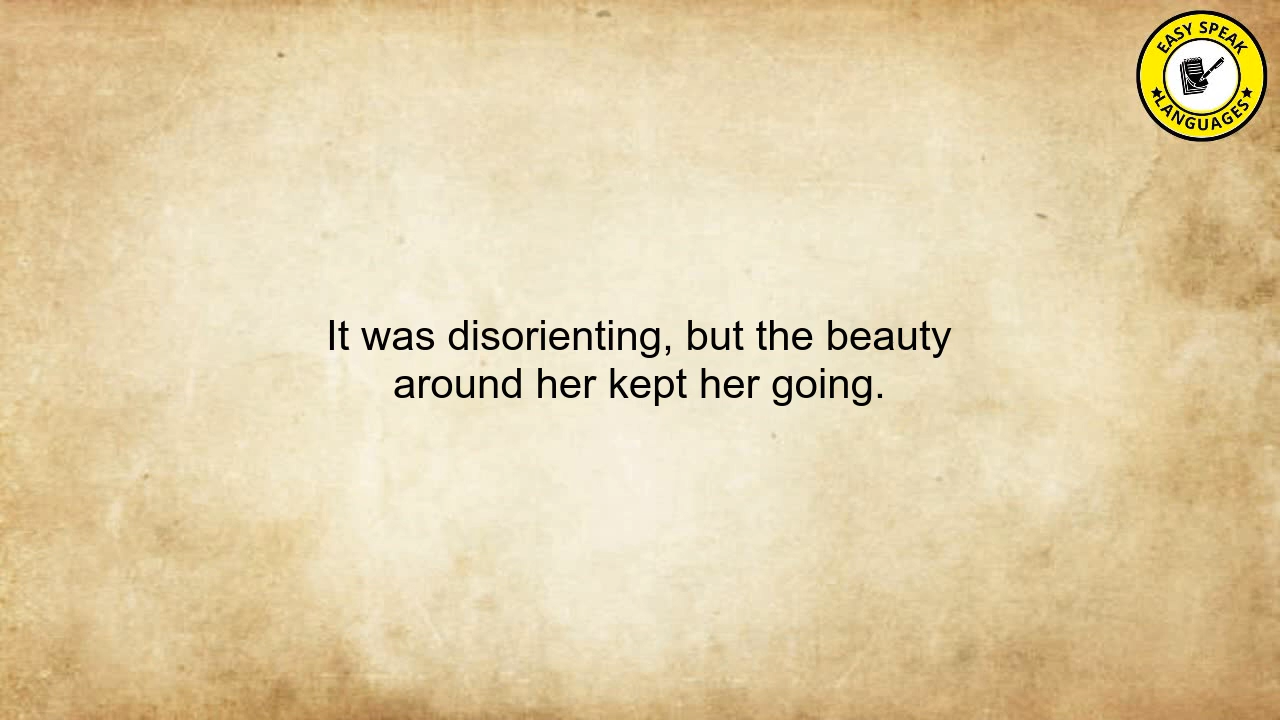 EASY SPEAK
LANGUAGES
It was disorienting, but the beauty
around her kept her going.